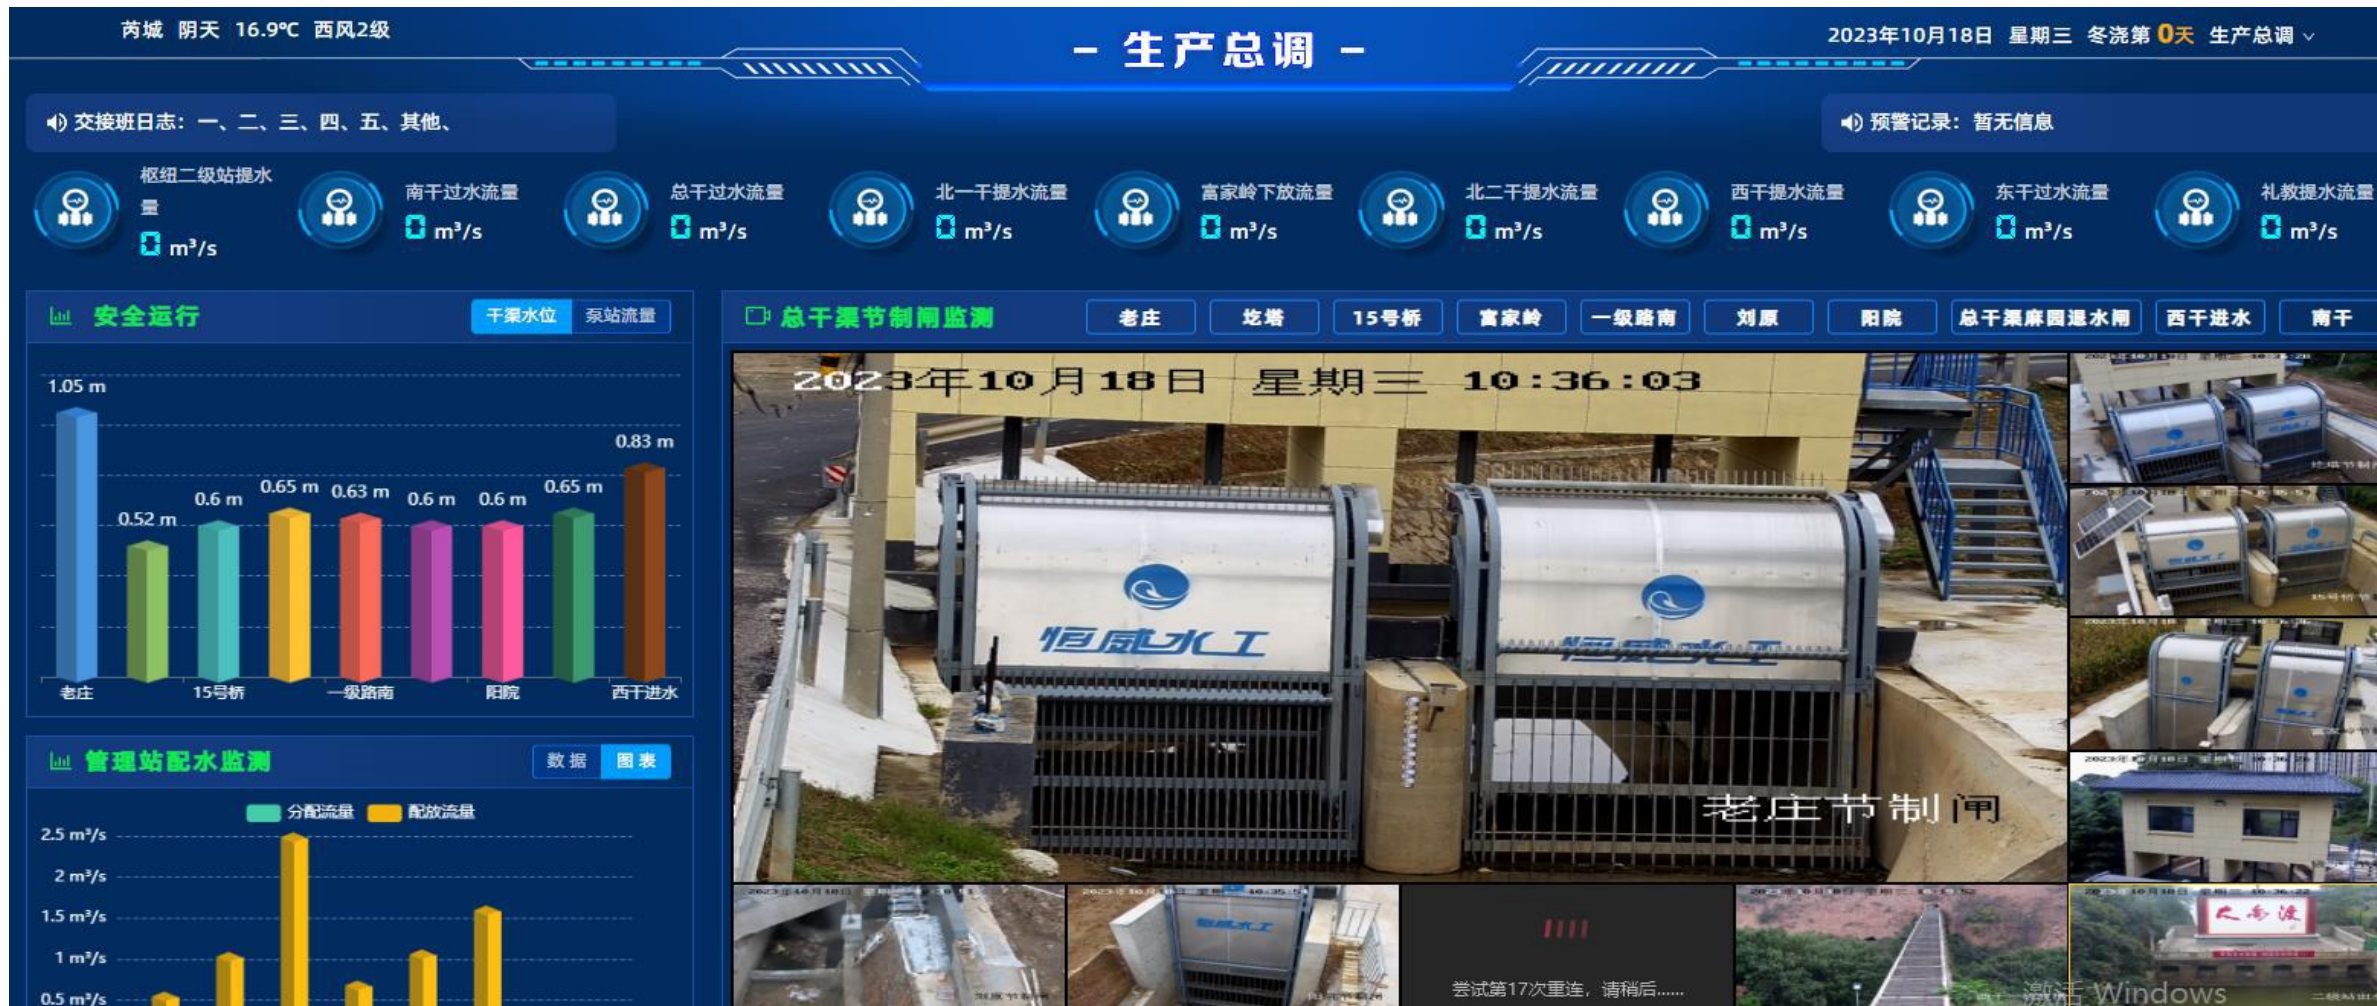 芮城 阴天 16.9℃ 西风2级
- 生产总调 -
2023年10月18日 星期三 冬浇第 0天 生产总调
交接班日志：一、二、三、四、五、其他、
预警记录：暂无信息
枢纽二级站提水量
0 m³/s
南干过水流量
0 m³/s
总干过水流量
0 m³/s
北一干提水流量
0 m³/s
富家岭下放流量
0 m³/s
北二干提水流量
0 m³/s
西干提水流量
0 m³/s
东干过水流量
0 m³/s
礼教提水流量
0 m³/s
安全运行
干渠水位 泵站流量
1.05 m
0.52 m
0.6 m
0.65 m
0.63 m
0.6 m
0.6 m
0.65 m
0.83 m
老庄 15号桥 一级路南 阳院 西干进水
管理站配水监测
数据 图表
分配流量 配放流量
2.5 m³/s
2 m³/s
1.5 m³/s
1 m³/s
0.5 m³/s
总干渠节制闸监测
老庄 圪塔 15号桥 富家岭 一级路南 刘原 阳院 总干渠麻园退水闸 西干进水 南干
2023年10月18日 星期三 10:36:03
恒威水工
恒威水工
老庄节制闸
恒威水工
尝试第17次重连，请稍后......
大禹渡
激活 Windows